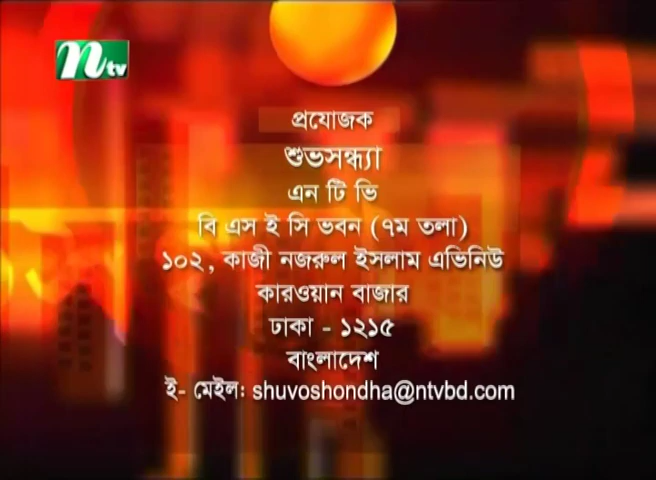 ntv
প্রযোজক
শুভসন্ধ্যা
এন টি ভি
বি এস ই সি ভবন (৭ম তলা)
১০২, কাজী নজরুল ইসলাম এভিনিউ
কারওয়ান বাজার
ঢাকা - ১২১৫
বাংলাদেশ
ই- মেইলঃ shuvoshondha@ntvbd.com